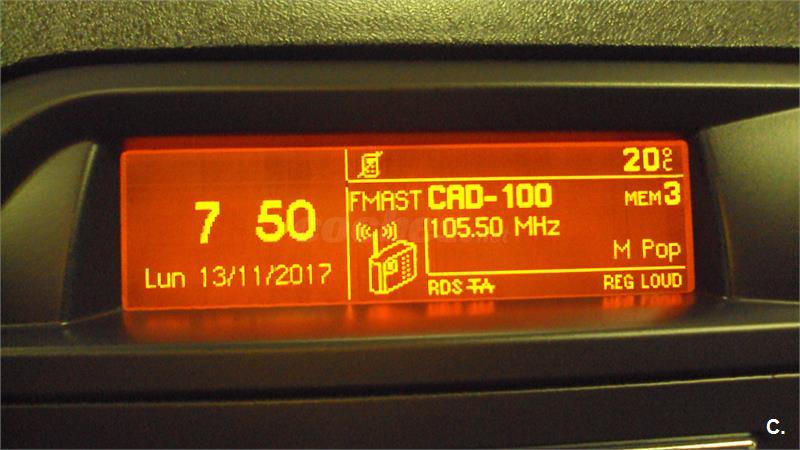 20°C
FMAST CAD-100 MEM3
7 50
105.50 MHz
M Pop
Lun 13/11/2017
RDS TA
REG LOUD
C.